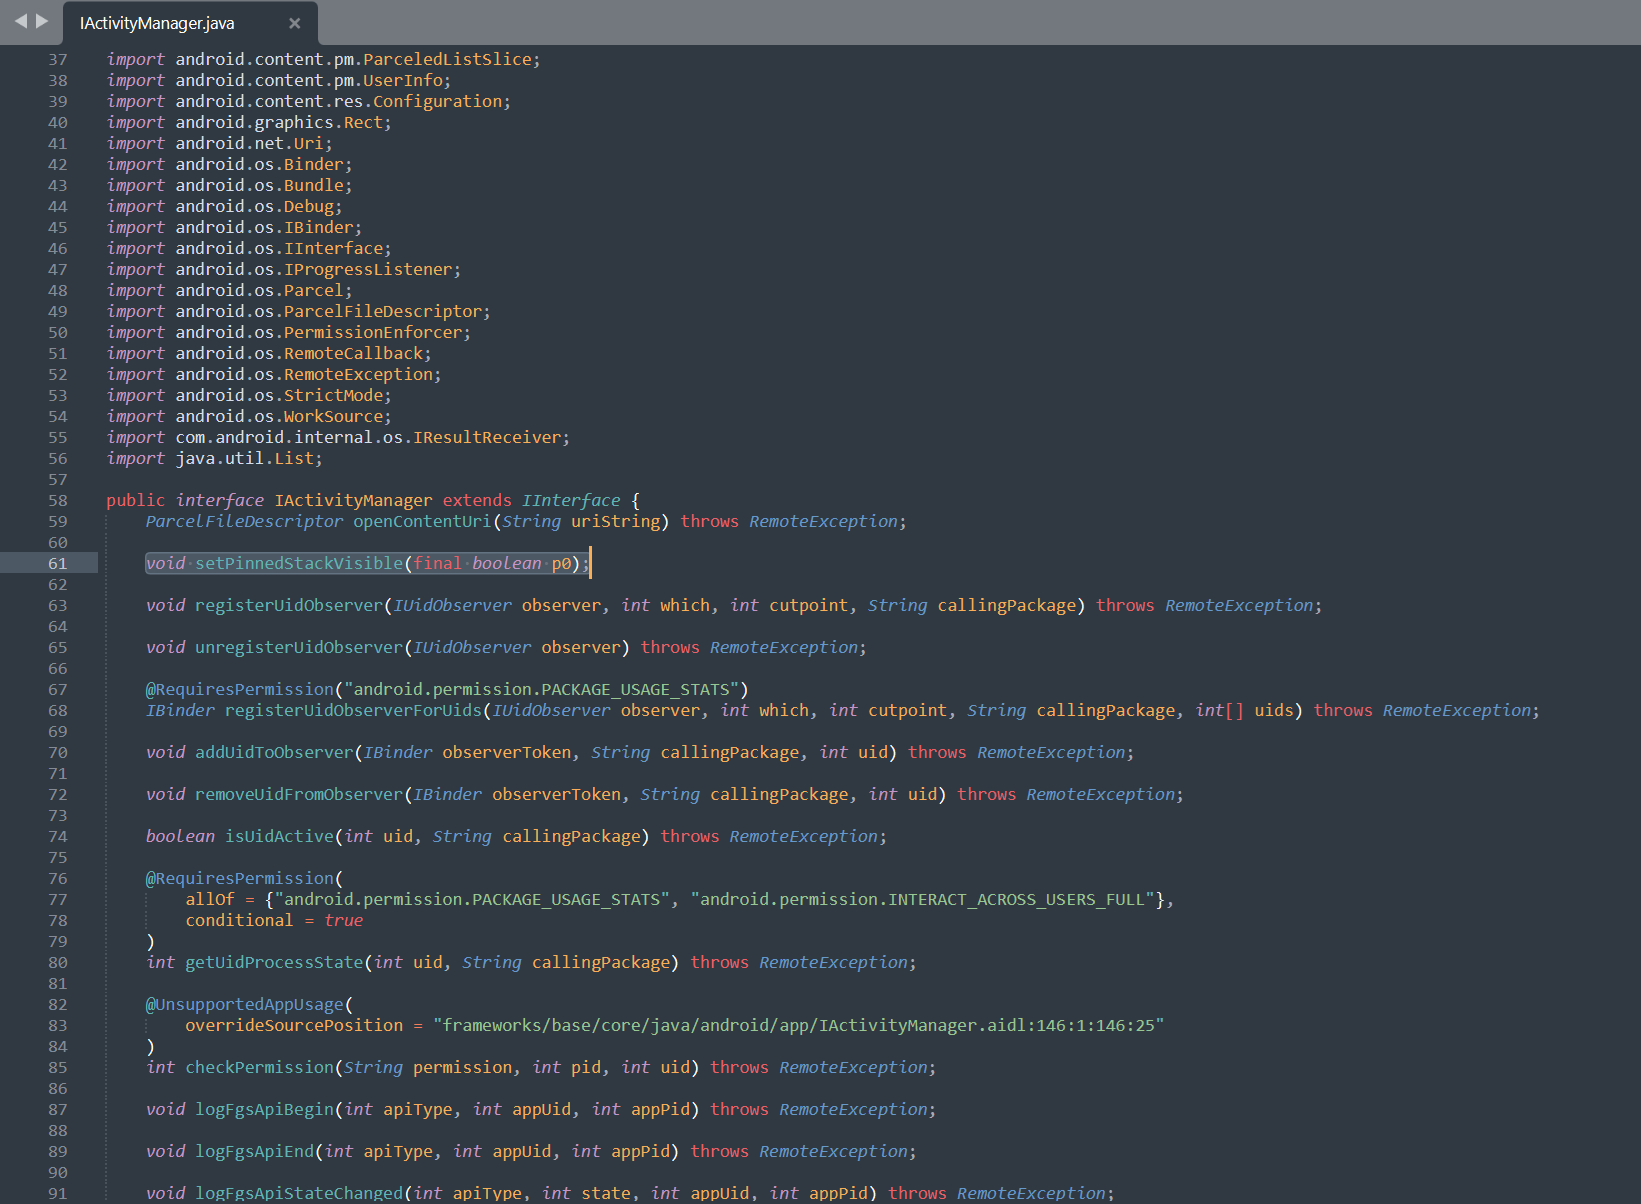 IActivityManager.java ×
37 import android.content.pm.ParceledListSlice;
38 import android.content.pm.UserInfo;
39 import android.content.res.Configuration;
40 import android.graphics.Rect;
41 import android.net.Uri;
42 import android.os.Binder;
43 import android.os.Bundle;
44 import android.os.Debug;
45 import android.os.IBinder;
46 import android.os.IInterface;
47 import android.os.IProgressListener;
48 import android.os.Parcel;
49 import android.os.ParcelFileDescriptor;
50 import android.os.PermissionEnforcer;
51 import android.os.RemoteCallback;
52 import android.os.RemoteException;
53 import android.os.StrictMode;
54 import android.os.WorkSource;
55 import com.android.internal.os.IResultReceiver;
56 import java.util.List;
57
58 public interface IActivityManager extends IInterface {
59     ParcelFileDescriptor openContentUri(String uriString) throws RemoteException;
60
61     void setPinnedStackVisible(final boolean p0);
62
63     void registerUidObserver(IUidObserver observer, int which, int cutpoint, String callingPackage) throws RemoteException;
64
65     void unregisterUidObserver(IUidObserver observer) throws RemoteException;
66
67     @RequiresPermission("android.permission.PACKAGE_USAGE_STATS")
68     IBinder registerUidObserverForUids(IUidObserver observer, int which, int cutpoint, String callingPackage, int[] uids) throws RemoteException;
69
70     void addUidToObserver(IBinder observerToken, String callingPackage, int uid) throws RemoteException;
71
72     void removeUidFromObserver(IBinder observerToken, String callingPackage, int uid) throws RemoteException;
73
74     boolean isUidActive(int uid, String callingPackage) throws RemoteException;
75
76     @RequiresPermission(
77         allOf = {"android.permission.PACKAGE_USAGE_STATS", "android.permission.INTERACT_ACROSS_USERS_FULL"},
78         conditional = true
79     )
80     int getUidProcessState(int uid, String callingPackage) throws RemoteException;
81
82     @UnsupportedAppUsage(
83         overrideSourcePosition = "frameworks/base/core/java/android/app/IActivityManager.aidl:146:1:146:25"
84     )
85     int checkPermission(String permission, int pid, int uid) throws RemoteException;
86
87     void logFgsApiBegin(int apiType, int appUid, int appPid) throws RemoteException;
88
89     void logFgsApiEnd(int apiType, int appUid, int appPid) throws RemoteException;
90
91     void logFgsApiStateChanged(int apiType, int state, int appUid, int appPid) throws RemoteException;